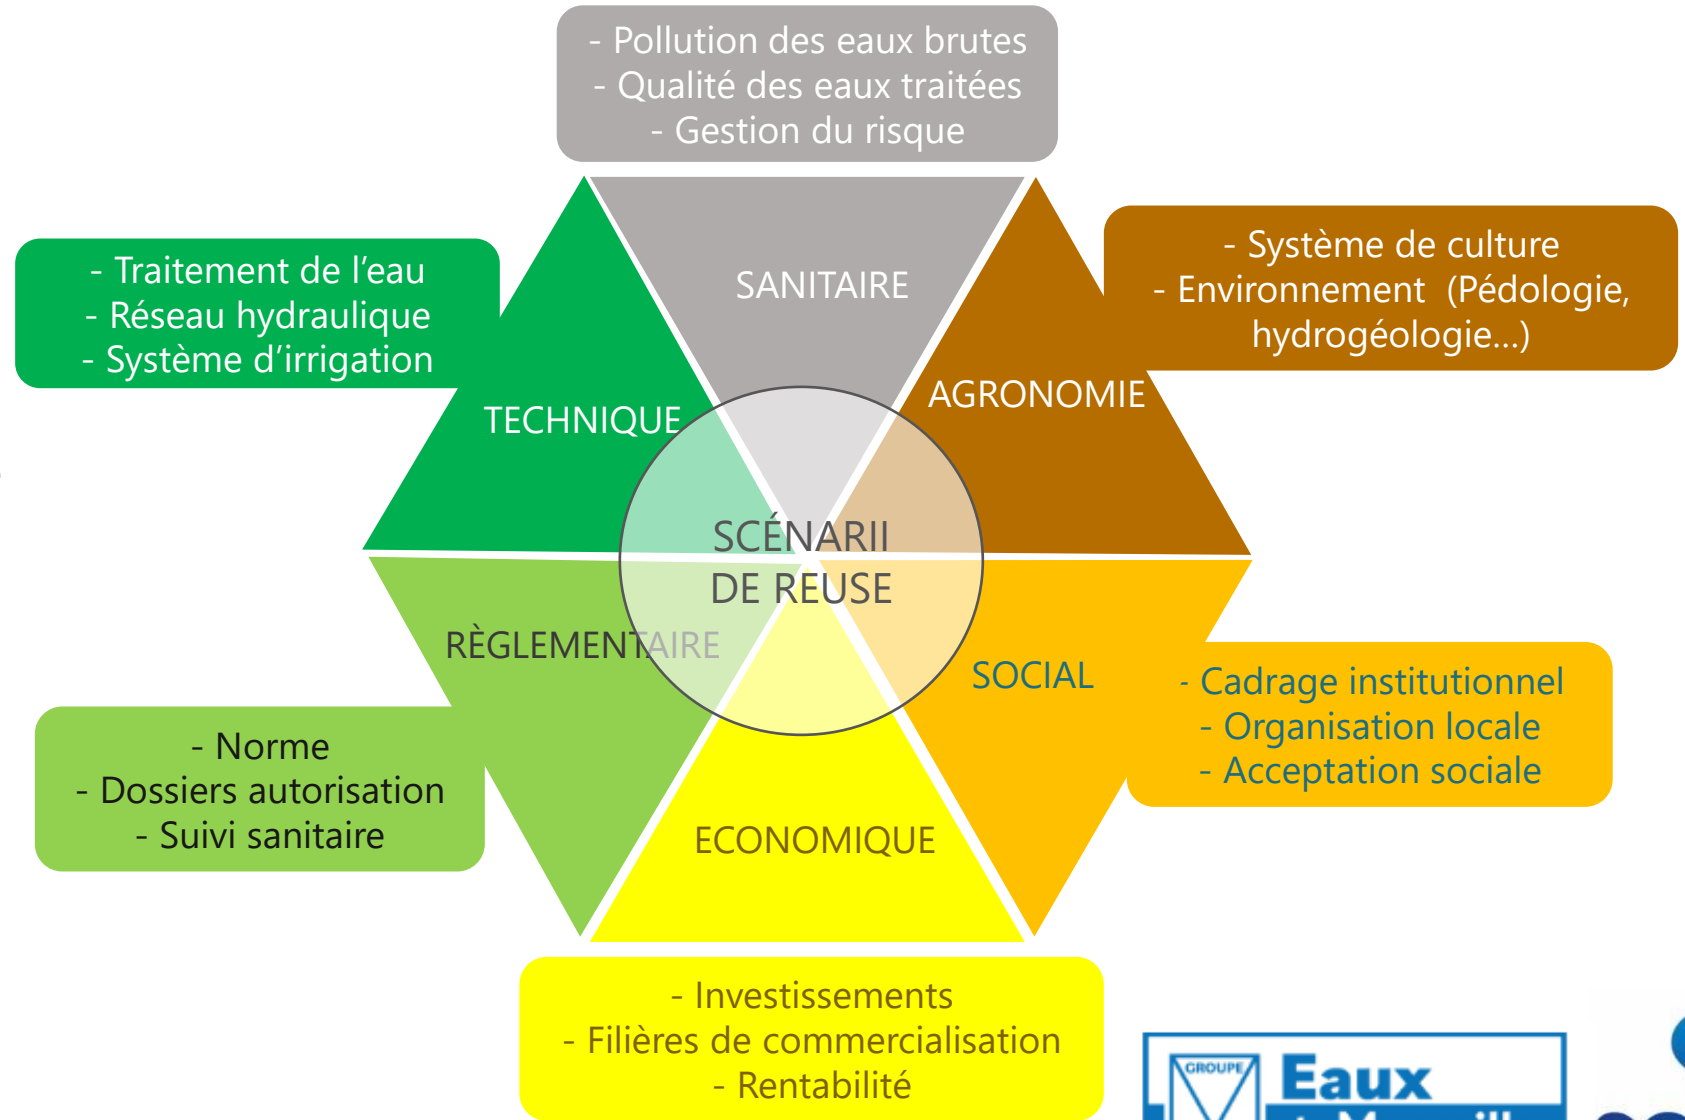 - Pollution des eaux brutes
- Qualité des eaux traitées
- Gestion du risque
SANITAIRE
- Traitement de l’eau
- Réseau hydraulique
- Système d’irrigation
TECHNIQUE
- Système de culture
- Environnement (Pédologie,
hydrogéologie...)
AGRONOMIE
SCÉNARII
DE REUSE
RÈGLEMENTAIRE
- Norme
- Dossiers autorisation
- Suivi sanitaire
SOCIAL
- Cadrage institutionnel
- Organisation locale
- Acceptation sociale
ECONOMIQUE
- Investissements
- Filières de commercialisation
- Rentabilité
GROUPE
Eaux